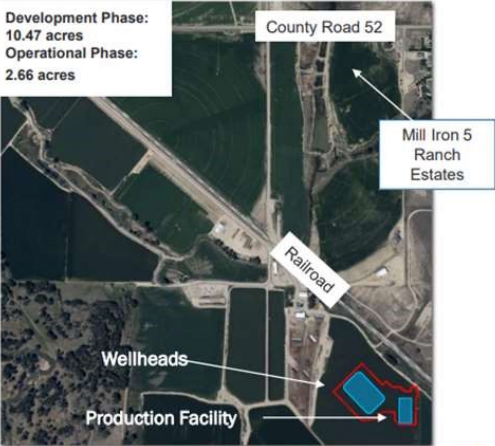 Development Phase:
10.47 acres
Operational Phase:
2.66 acres
County Road 52
Mill Iron 5
Ranch
Estates
Railroad
Wellheads
Production Facility